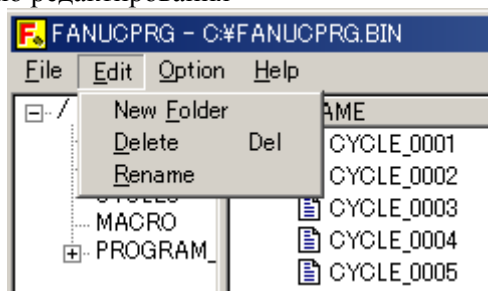 редактирования
FANUCPRG - C:¥FANUCPRG.BIN
File Edit Option Help
/ New Folder AME
Delete Del CYCLE_0001
Rename CYCLE_0002
CYCLE_0003
MACRO CYCLE_0004
PROGRAM_ CYCLE_0005